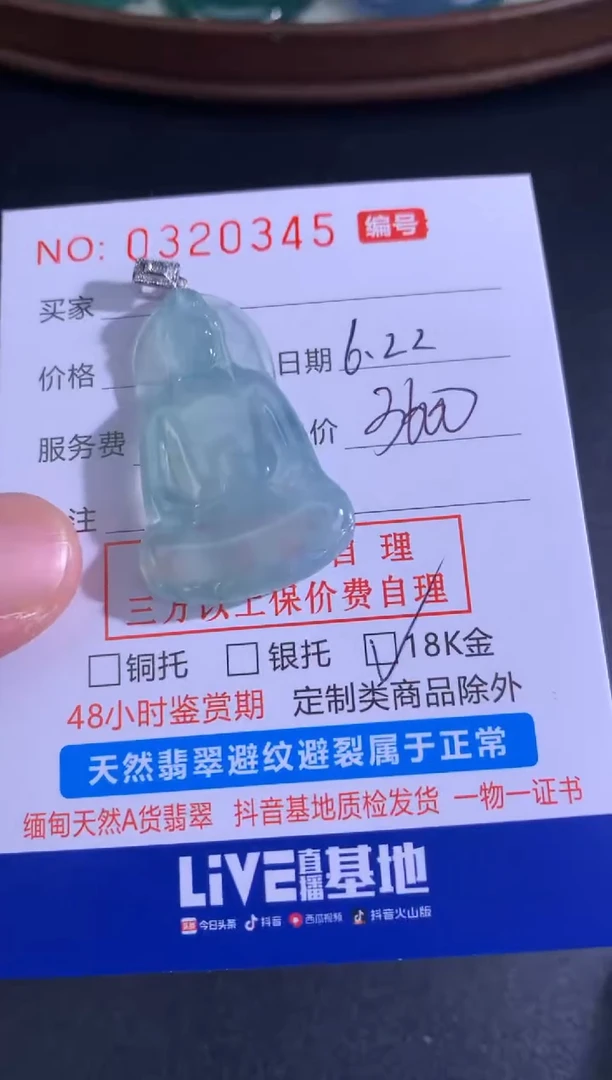 NO: 0320345 编号
买家
价格 日期 6.22
服务费 价 3600
注
自理
三万以上保价费自理
铜托 银托 18K金
48小时鉴赏期 定制类商品除外
天然翡翠避纹避裂属于正常
缅甸天然A货翡翠 抖音基地质检发货 一物一证书
LiVE直播基地
头条 今日头条 抖音 西瓜视频 抖音火山版